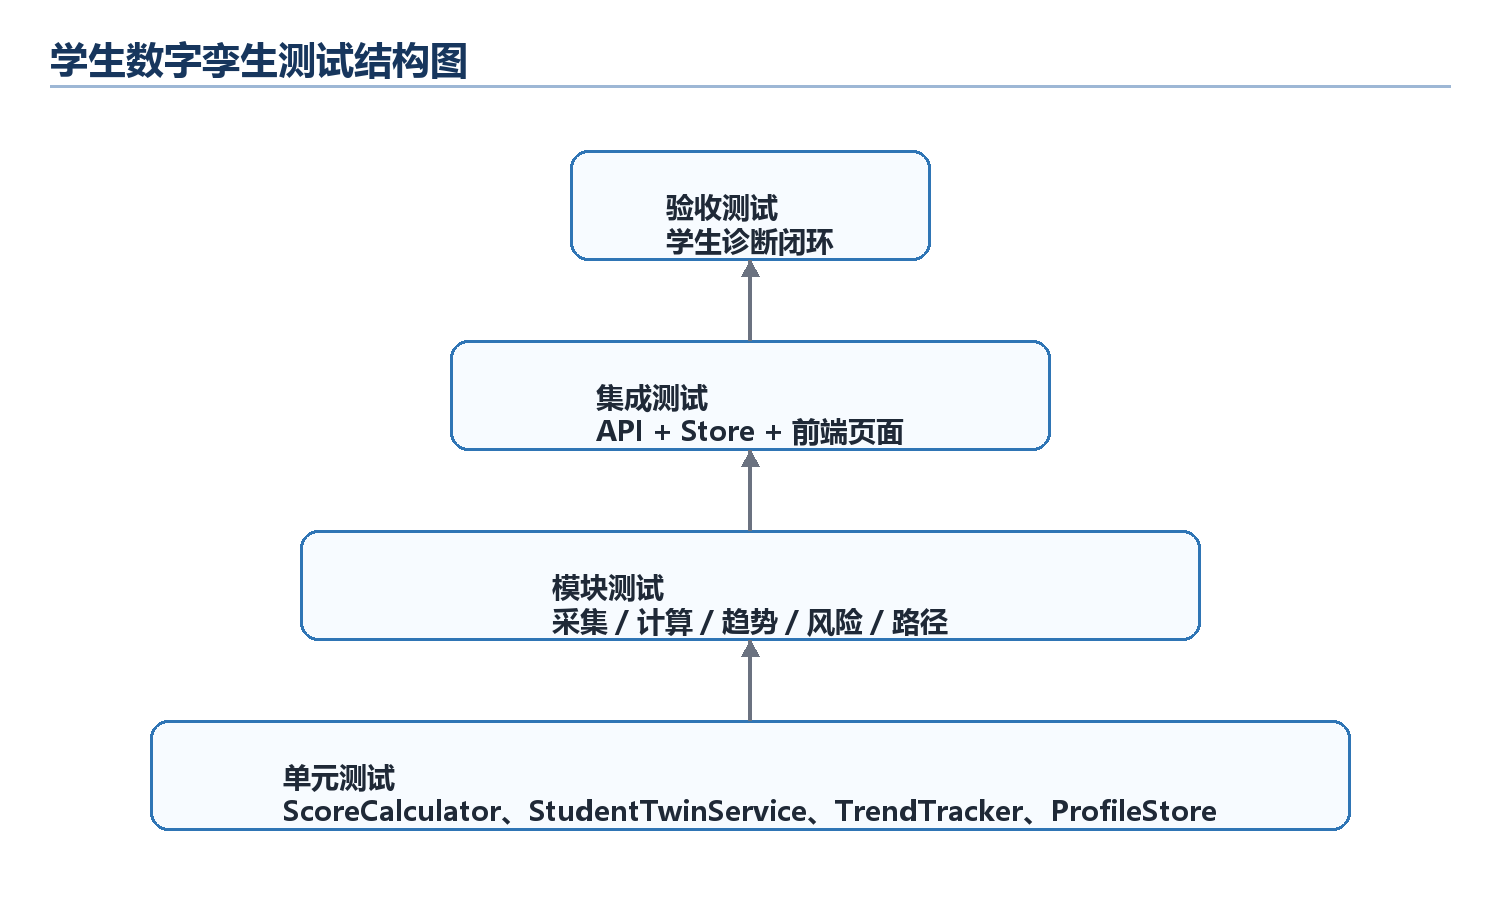 学生数字孪生测试结构图
验收测试
学生诊断闭环
集成测试
API + Store + 前端页面
模块测试
采集 / 计算 / 趋势 / 风险 / 路径
单元测试
ScoreCalculator、StudentTwinService、TrendTracker、ProfileStore